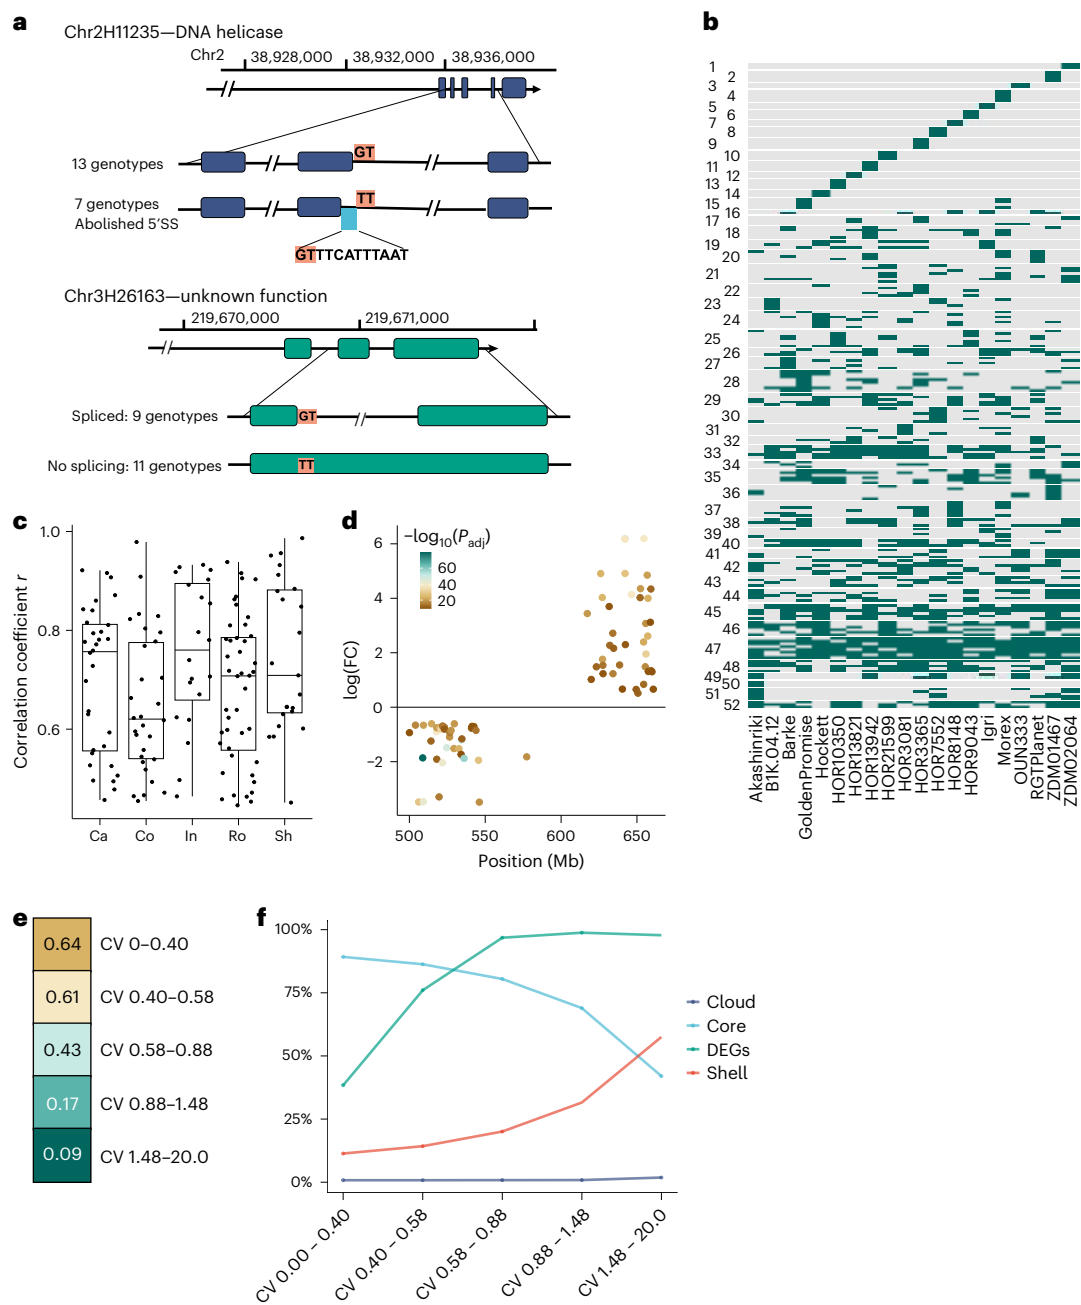 a
Chr2H11235—DNA helicase
Chr2
38,928,000
38,932,000
38,936,000
13 genotypes
GT
7 genotypes
Abolished 5′SS
TT
GTTTCATTTAAT
Chr3H26163—unknown function
219,670,000
219,671,000
Spliced: 9 genotypes
GT
No splicing: 11 genotypes
TT
b
1
2
3
4
5
6
7
8
9
10
11
12
13
14
15
16
17
18
19
20
21
22
23
24
25
26
27
28
29
30
31
32
33
34
35
36
37
38
39
40
41
42
43
44
45
46
47
48
49
50
51
52
Akashinriki
B1K.04.12
Barke
GoldenPromise
Hockett
HOR10350
HOR13821
HOR13942
HOR21599
HOR3081
HOR3365
HOR7552
HOR8148
HOR9043
Igri
Morex
OUN333
RGTPlanet
ZDM01467
ZDM02064
c
Correlation coefficient r
1.0
0.8
0.6
Ca
Co
In
Ro
Sh
d
log(FC)
6
4
2
0
−2
−log10(Padj)
60
40
20
500
550
600
650
Position (Mb)
e
0.64 CV 0–0.40
0.61 CV 0.40–0.58
0.43 CV 0.58–0.88
0.17 CV 0.88–1.48
0.09 CV 1.48–20.0
f
100%
75%
50%
25%
0%
Cloud
Core
DEGs
Shell
CV 0.00 – 0.40
CV 0.40 – 0.58
CV 0.58 – 0.88
CV 0.88 – 1.48
CV 1.48 – 20.0